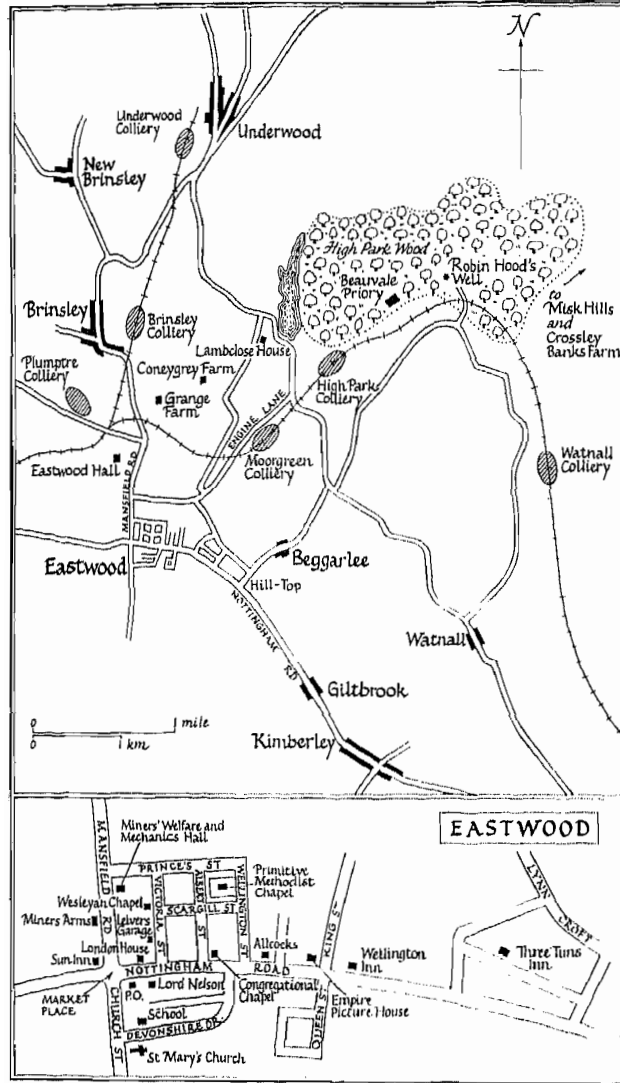 N
Underwood
Colliery
Underwood
New
Brinsley
High Park Wood
Robin Hood's
Well
Beauvale
Priory
to
Misk Hills
and
Crossley
Banks Farm
Brinsley
Brinsley
Colliery
Lambclose House
Plumptre
Colliery
Coneygrey Farm
Grange
Farm
High Park
Colliery
ENGINE LANE
Eastwood Hall
MANSFIELD RD
Moorgreen
Colliery
Watnall
Colliery
Eastwood
Beggarlee
Hill-Top
NOTTINGHAM RD
Watnall
Giltbrook
Kimberley
0 1 mile
0 1 km
EASTWOOD
MANSFIELD RD
Miners' Welfare and
Mechanics Hall
PRINCE'S ST
Primitive
Methodist
Chapel
Wesleyan Chapel
VICTORIA ST
ALBERT ST
WELLINGTON ST
SCARGILL ST
Miners Arms
Lelvers
Garage
London House
Sun Inn
NOTTINGHAM ROAD
Allcocks
KING ST
Wellington
Inn
LYNN CROFT
Three Tuns
Inn
MARKET
PLACE
P.O.
Lord Nelson
Congregational
Chapel
Empire
Picture House
CHURCH ST
School
DEVONSHIRE DR.
QUEEN ST
St Mary's Church